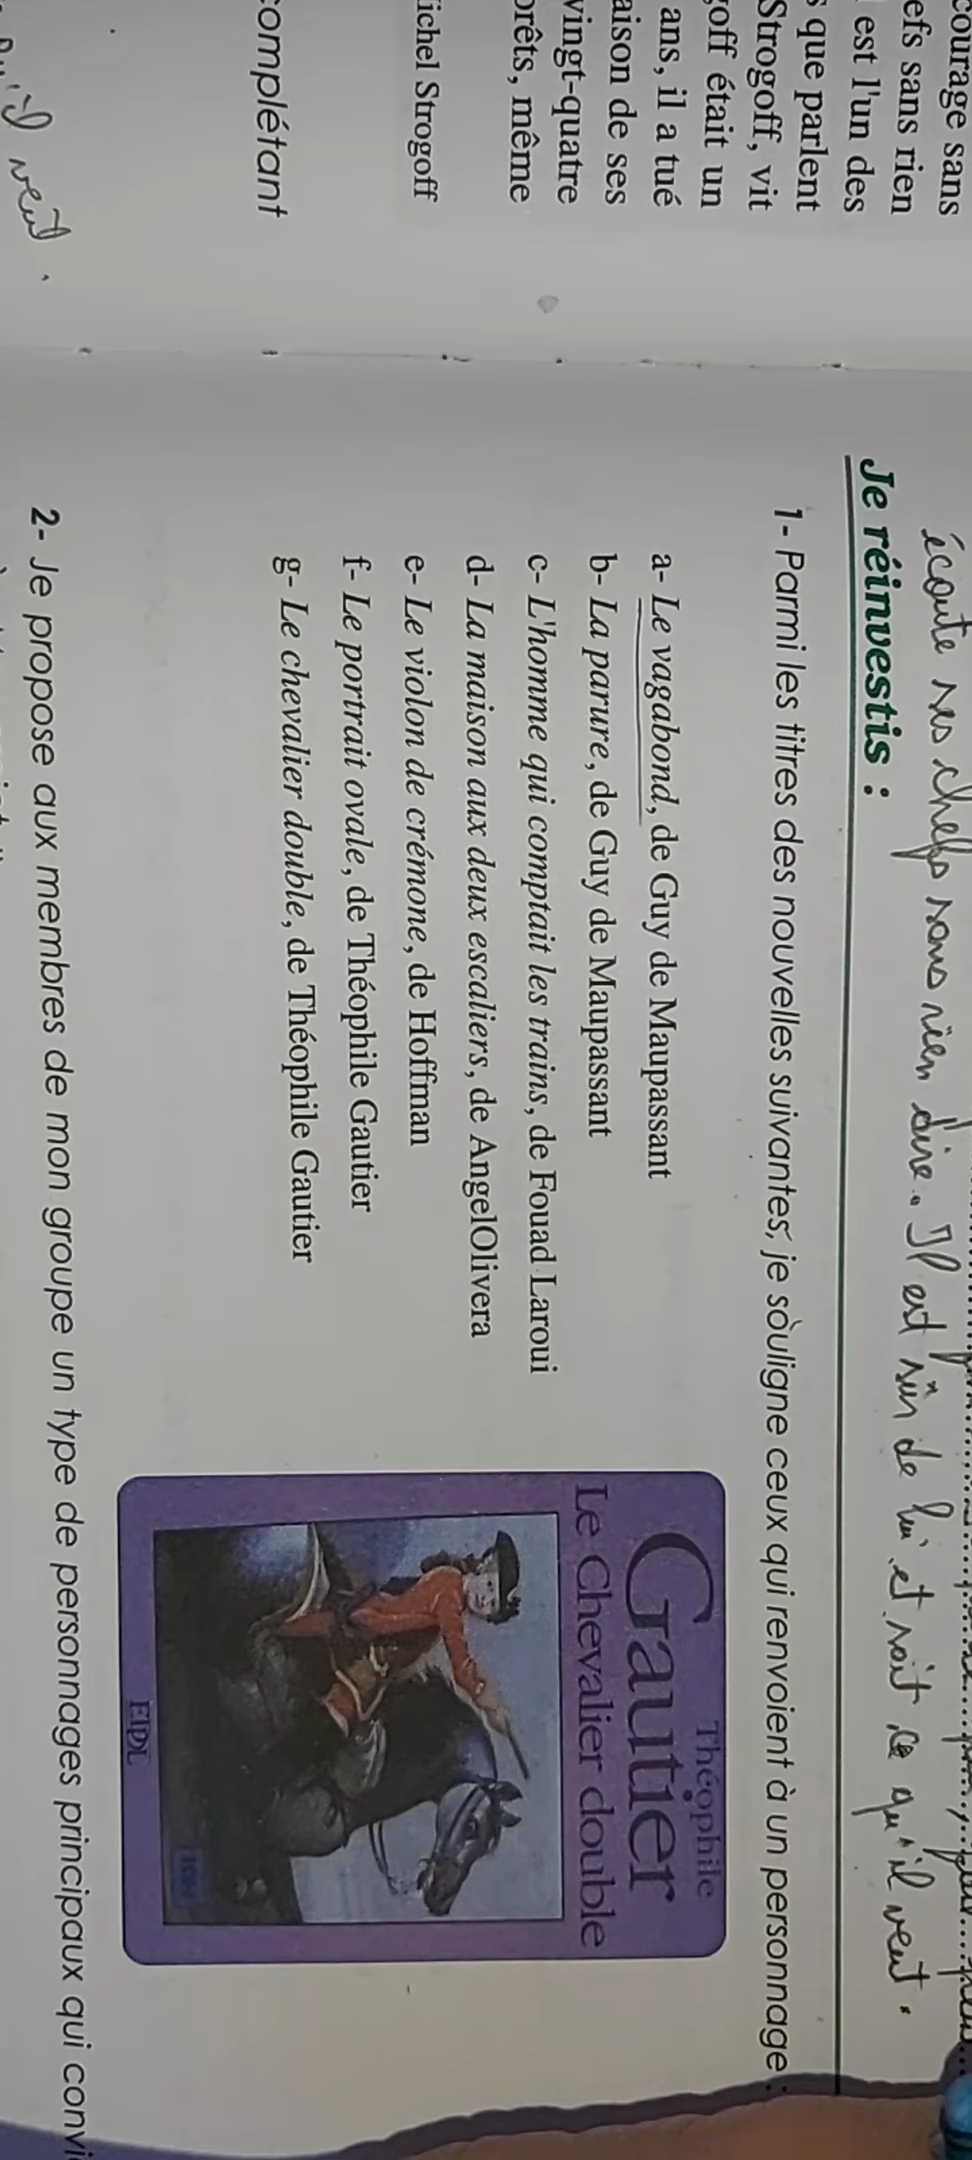 courage sans
efs sans rien
est l'un des
que parlent
Strogoff, vit
goff était un
ans, il a tué
aison de ses
vingt-quatre
prêts, même
ichel Strogoff
complétant
qu'il veut.
écoute ses chefs sans rien dire. Il est sûr de lui et sait ce qu'il veut.
Je réinvestis :
1- Parmi les titres des nouvelles suivantes, je souligne ceux qui renvoient à un personnage :
a- Le vagabond, de Guy de Maupassant
b- La parure, de Guy de Maupassant
c- L'homme qui comptait les trains, de Fouad Laroui
d- La maison aux deux escaliers, de AngelOlivera
e- Le violon de crémone, de Hoffman
f- Le portrait ovale, de Théophile Gautier
g- Le chevalier double, de Théophile Gautier
Théophile
Gautier
Le Chevalier double
2- Je propose aux membres de mon groupe un type de personnages principaux qui convi